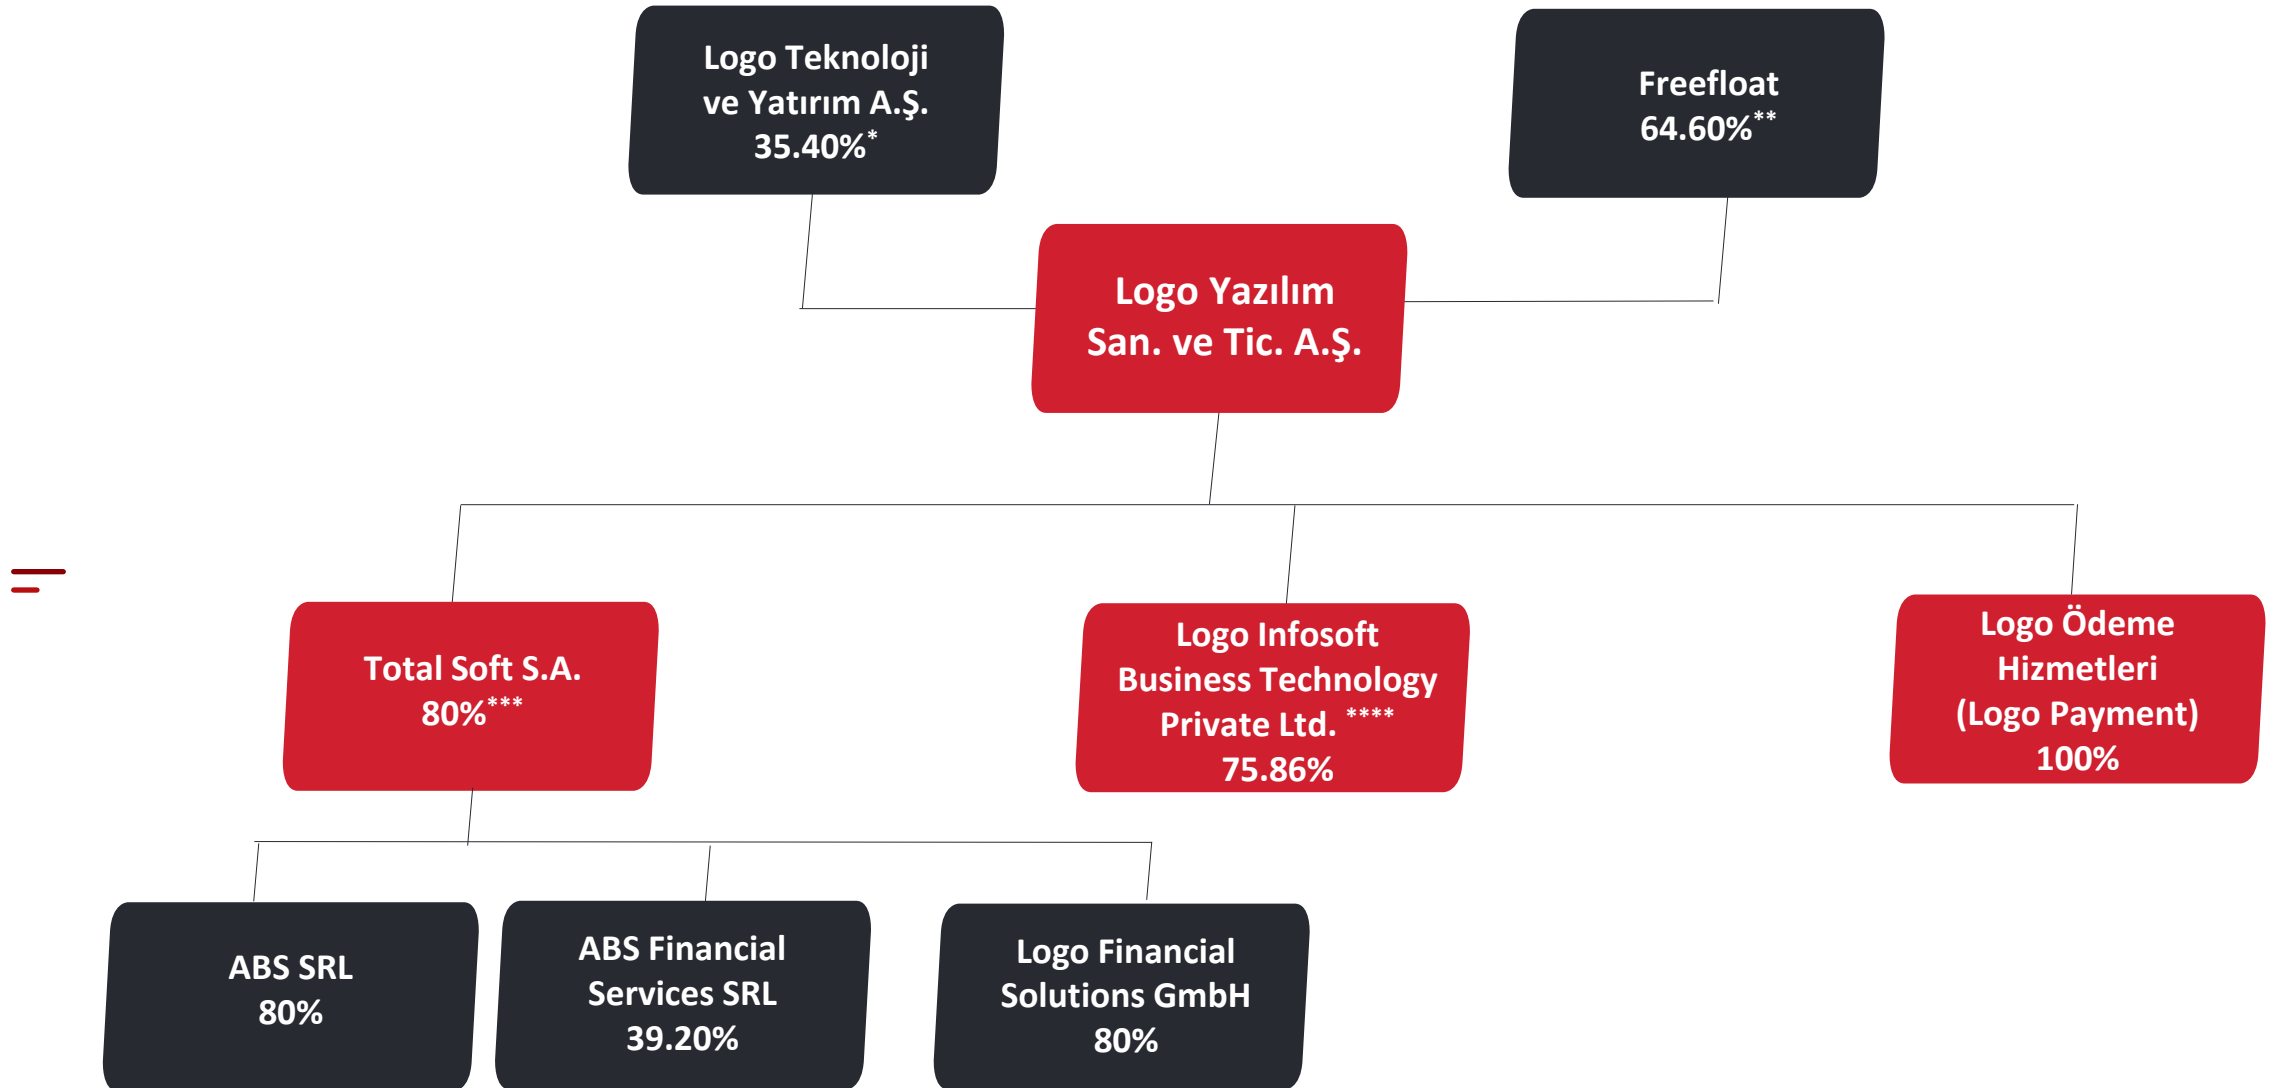 Logo Teknoloji
ve Yatırım A.Ş.
35.40%*
Freefloat
64.60%**
Logo Yazılım
San. ve Tic. A.Ş.
Total Soft S.A.
80%***
Logo Infosoft
Business Technology
Private Ltd. ****
75.86%
Logo Ödeme
Hizmetleri
(Logo Payment)
100%
ABS SRL
80%
ABS Financial
Services SRL
39.20%
Logo Financial
Solutions GmbH
80%